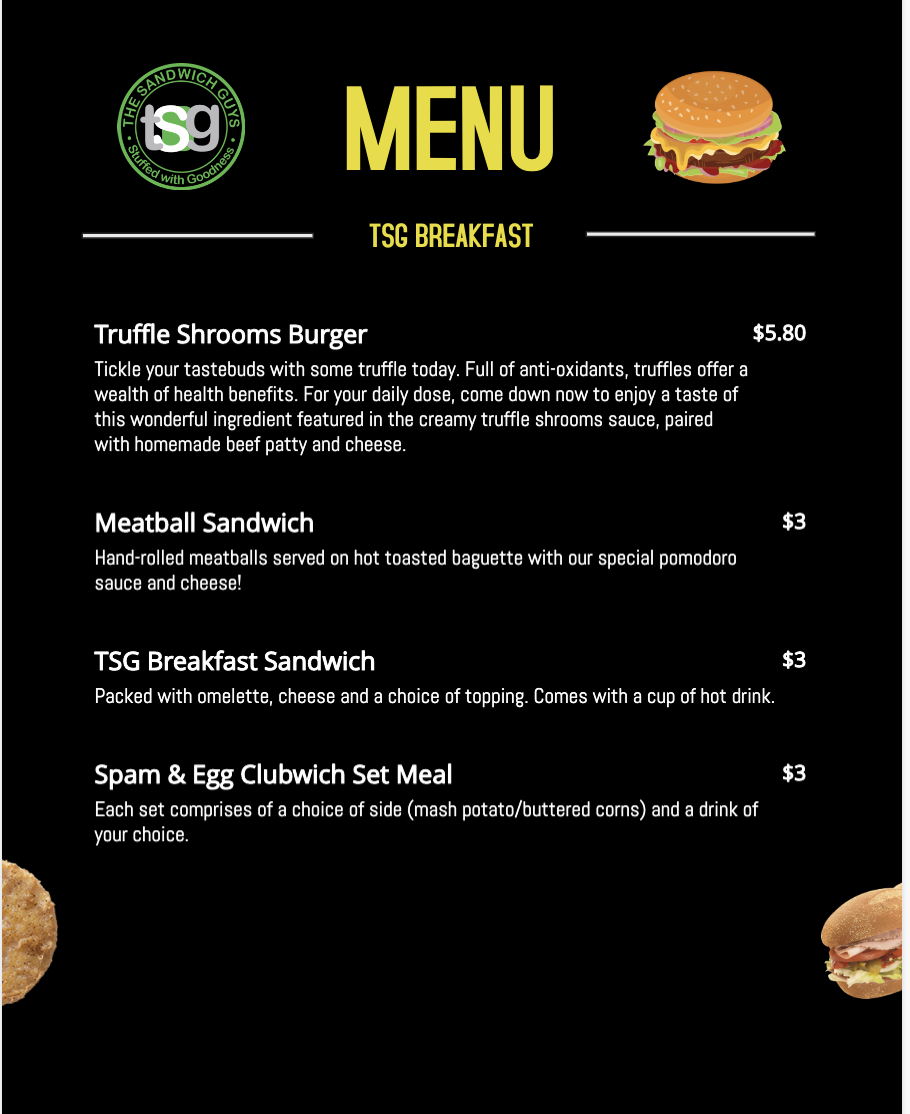 THE SANDWICH GUYS
tsg
Stuffed with Goodness
MENU
TSG BREAKFAST
Truffle Shrooms Burger
$5.80
Tickle your tastebuds with some truffle today. Full of anti-oxidants, truffles offer a
wealth of health benefits. For your daily dose, come down now to enjoy a taste of
this wonderful ingredient featured in the creamy truffle shrooms sauce, paired
with homemade beef patty and cheese.
Meatball Sandwich
$3
Hand-rolled meatballs served on hot toasted baguette with our special pomodoro
sauce and cheese!
TSG Breakfast Sandwich
$3
Packed with omelette, cheese and a choice of topping. Comes with a cup of hot drink.
Spam & Egg Clubwich Set Meal
$3
Each set comprises of a choice of side (mash potato/buttered corns) and a drink of
your choice.